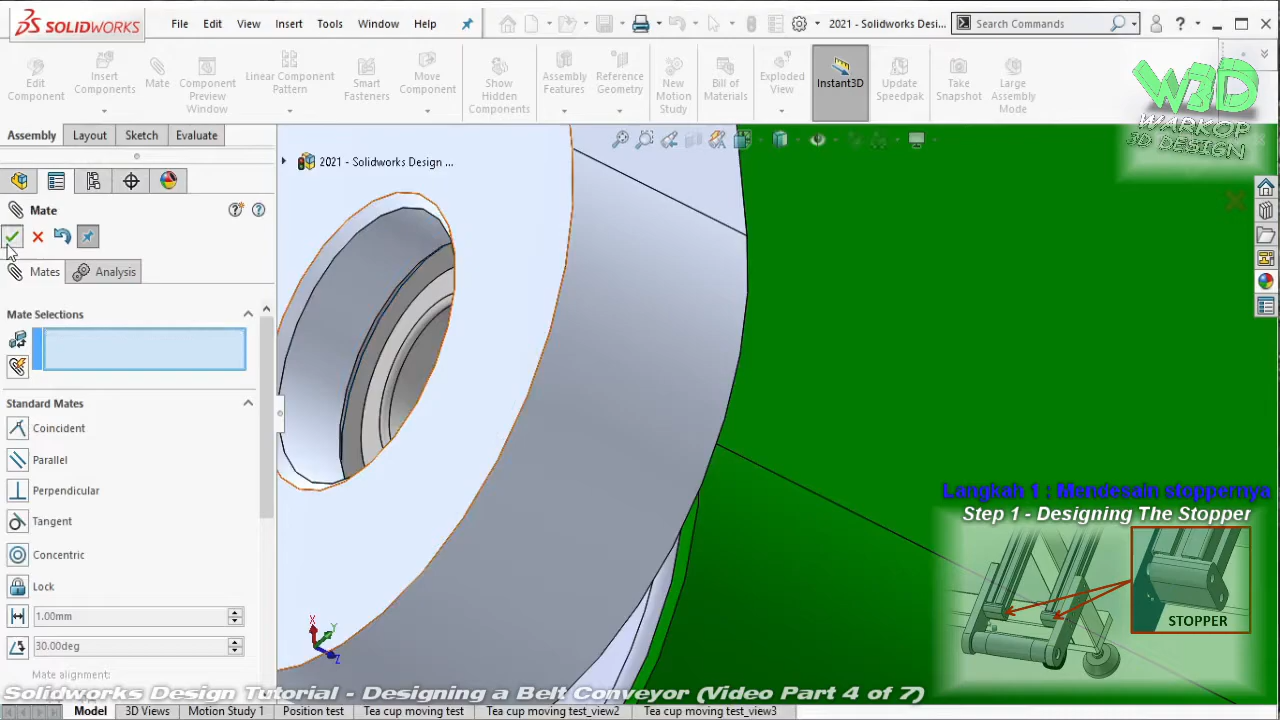 SOLIDWORKS
File Edit View Insert Tools Window Help
2021 - Solidworks Desi...
Search Commands
Edit Component
Insert Components
Mate
Component Preview Window
Linear Component Pattern
Smart Fasteners
Move Component
Show Hidden Components
Assembly Features
Reference Geometry
New Motion Study
Bill of Materials
Exploded View
Instant3D
Update Speedpak
Take Snapshot
Large Assembly Mode
W3D
WARKOP
3D DESIGN
Assembly Layout Sketch Evaluate
2021 - Solidworks Design ...
Mate
Mates Analysis
Mate Selections
Standard Mates
Coincident
Parallel
Perpendicular
Tangent
Concentric
Lock
1.00mm
30.00deg
Mate alignment:
X
Y
Z
Langkah 1 : Mendesain stoppernya
Step 1 - Designing The Stopper
STOPPER
Solidworks Design Tutorial - Designing a Belt Conveyor (Video Part 4 of 7)
Model 3D Views Motion Study 1 Position test Tea cup moving test Tea cup moving test_view2 Tea cup moving test_view3